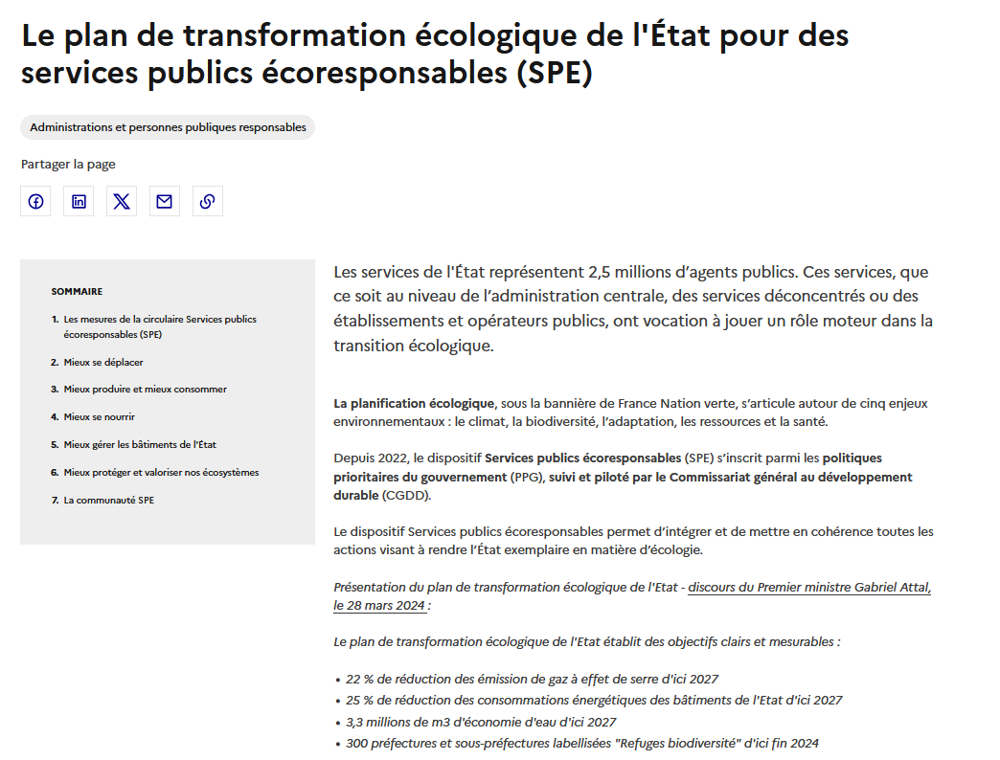 Le plan de transformation écologique de l'État pour des
services publics écoresponsables (SPE)
Administrations et personnes publiques responsables
Partager la page
SOMMAIRE
1. Les mesures de la circulaire Services publics
écoresponsables (SPE)
2. Mieux se déplacer
3. Mieux produire et mieux consommer
4. Mieux se nourrir
5. Mieux gérer les bâtiments de l'État
6. Mieux protéger et valoriser nos écosystèmes
7. La communauté SPE
Les services de l'État représentent 2,5 millions d’agents publics. Ces services, que
ce soit au niveau de l’administration centrale, des services déconcentrés ou des
établissements et opérateurs publics, ont vocation à jouer un rôle moteur dans la
transition écologique.
La planification écologique, sous la bannière de France Nation verte, s’articule autour de cinq enjeux
environnementaux : le climat, la biodiversité, l’adaptation, les ressources et la santé.
Depuis 2022, le dispositif Services publics écoresponsables (SPE) s’inscrit parmi les politiques
prioritaires du gouvernement (PPG), suivi et piloté par le Commissariat général au développement
durable (CGDD).
Le dispositif Services publics écoresponsables permet d’intégrer et de mettre en cohérence toutes les
actions visant à rendre l’État exemplaire en matière d’écologie.
Présentation du plan de transformation écologique de l'Etat - discours du Premier ministre Gabriel Attal,
le 28 mars 2024 :
Le plan de transformation écologique de l'Etat établit des objectifs clairs et mesurables :
• 22 % de réduction des émission de gaz à effet de serre d'ici 2027
• 25 % de réduction des consommations énergétiques des bâtiments de l'Etat d'ici 2027
• 3,3 millions de m3 d'économie d'eau d'ici 2027
• 300 préfectures et sous-préfectures labellisées "Refuges biodiversité" d'ici fin 2024